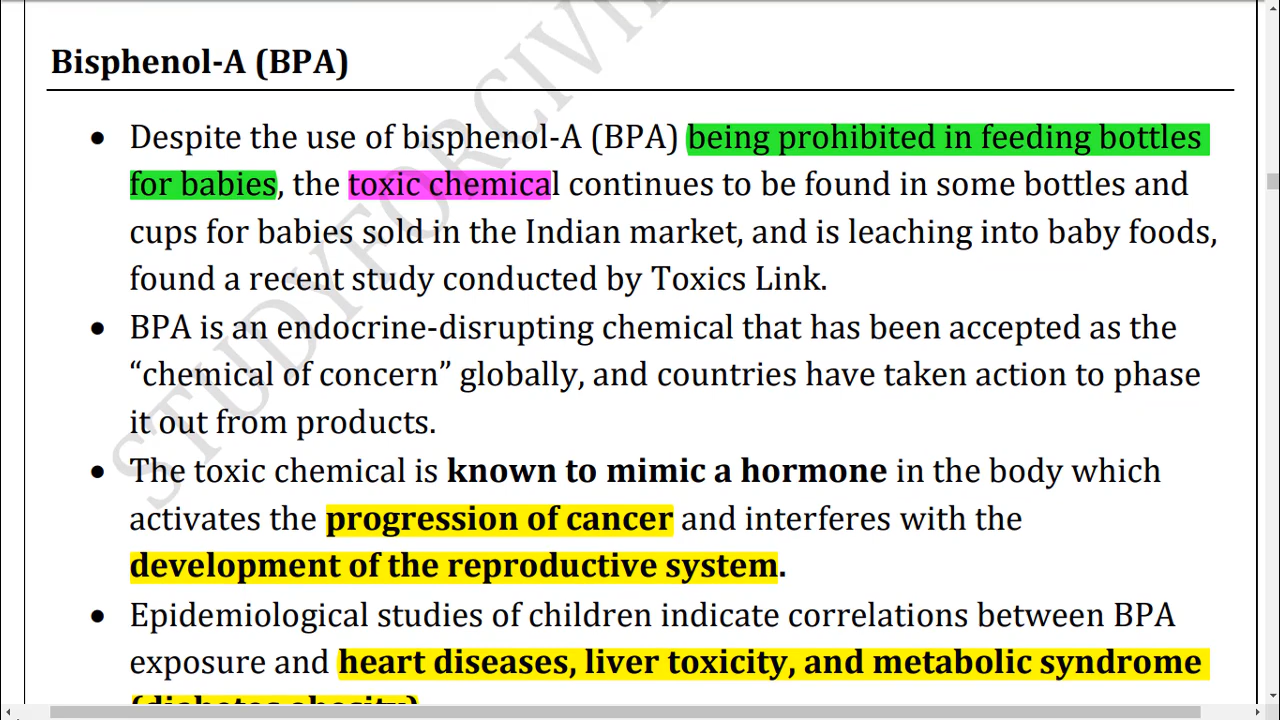 Bisphenol-A (BPA)
• Despite the use of bisphenol-A (BPA) being prohibited in feeding bottles
for babies, the toxic chemical continues to be found in some bottles and
cups for babies sold in the Indian market, and is leaching into baby foods,
found a recent study conducted by Toxics Link.
• BPA is an endocrine-disrupting chemical that has been accepted as the
“chemical of concern” globally, and countries have taken action to phase
it out from products.
• The toxic chemical is known to mimic a hormone in the body which
activates the progression of cancer and interferes with the
development of the reproductive system.
• Epidemiological studies of children indicate correlations between BPA
exposure and heart diseases, liver toxicity, and metabolic syndrome
(diabetes obesity)
STUDYFORCIVI